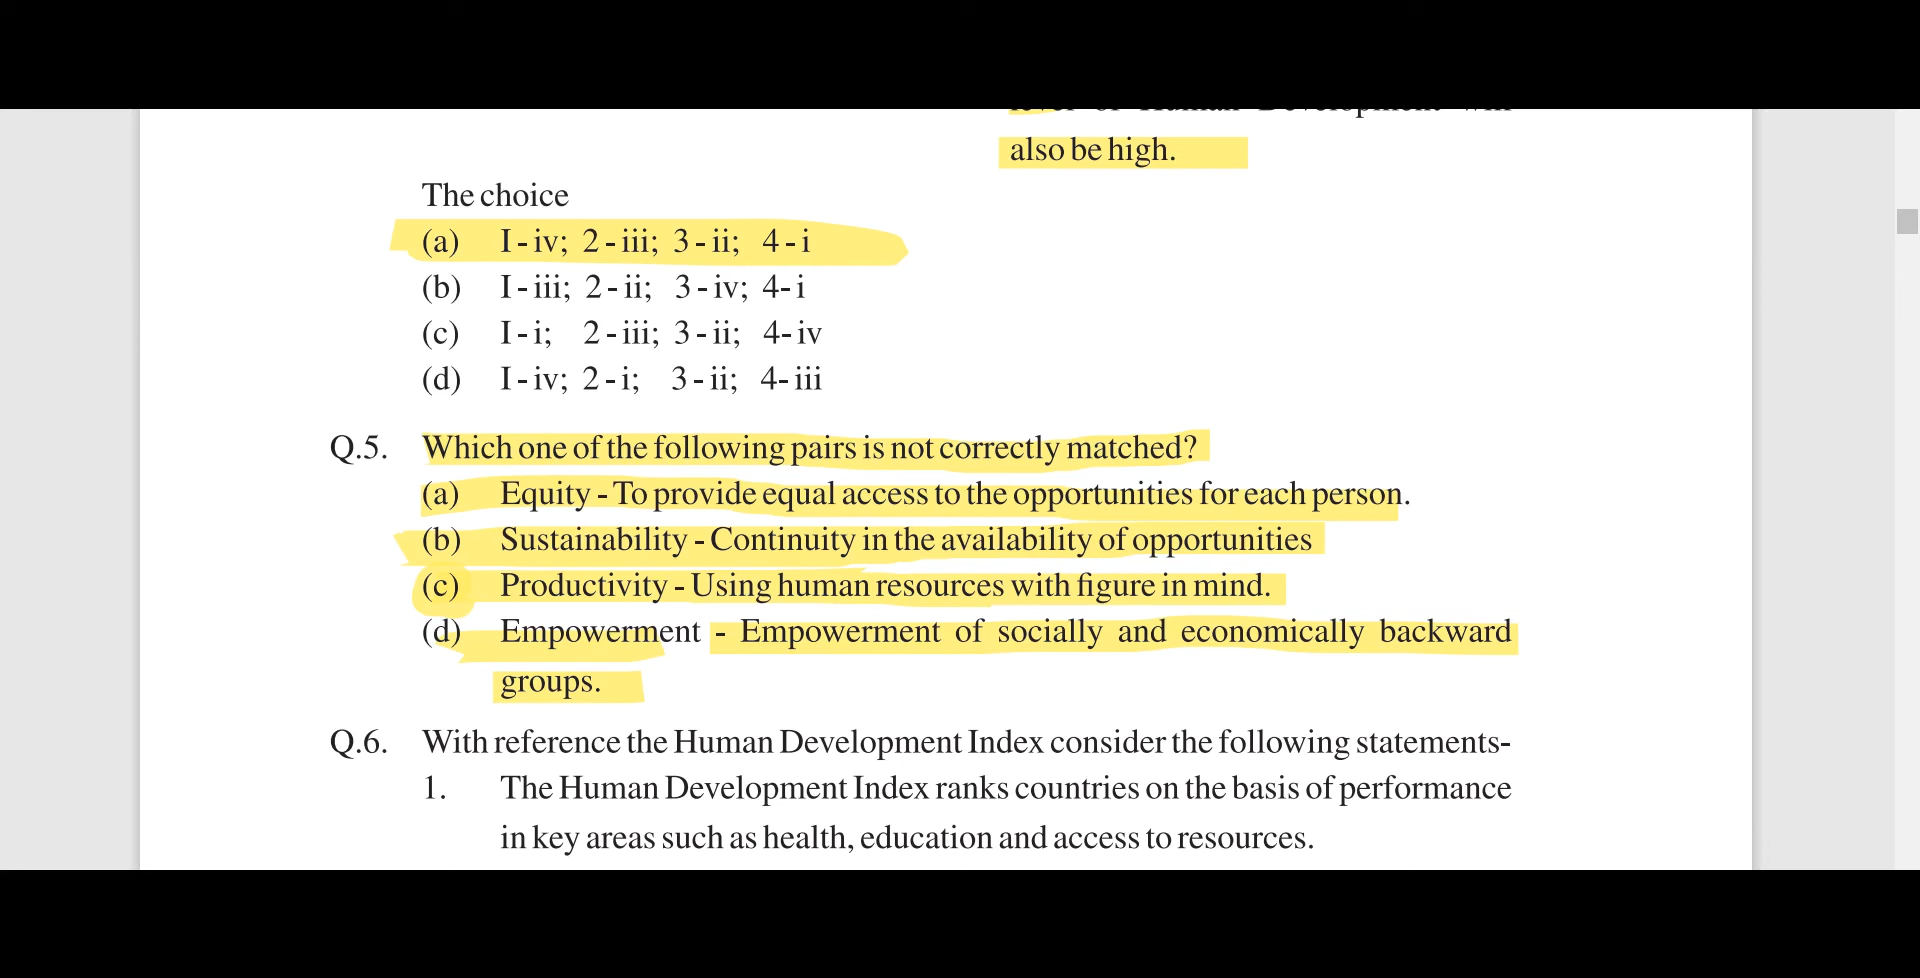 also be high.
The choice
(a) I - iv; 2 - iii; 3 - ii; 4 - i
(b) I - iii; 2 - ii; 3 - iv; 4- i
(c) I - i; 2 - iii; 3 - ii; 4- iv
(d) I - iv; 2 - i; 3 - ii; 4- iii
Q.5. Which one of the following pairs is not correctly matched?
(a) Equity - To provide equal access to the opportunities for each person.
(b) Sustainability - Continuity in the availability of opportunities
(c) Productivity - Using human resources with figure in mind.
(d) Empowerment - Empowerment of socially and economically backward
groups.
Q.6. With reference the Human Development Index consider the following statements-
1. The Human Development Index ranks countries on the basis of performance
in key areas such as health, education and access to resources.